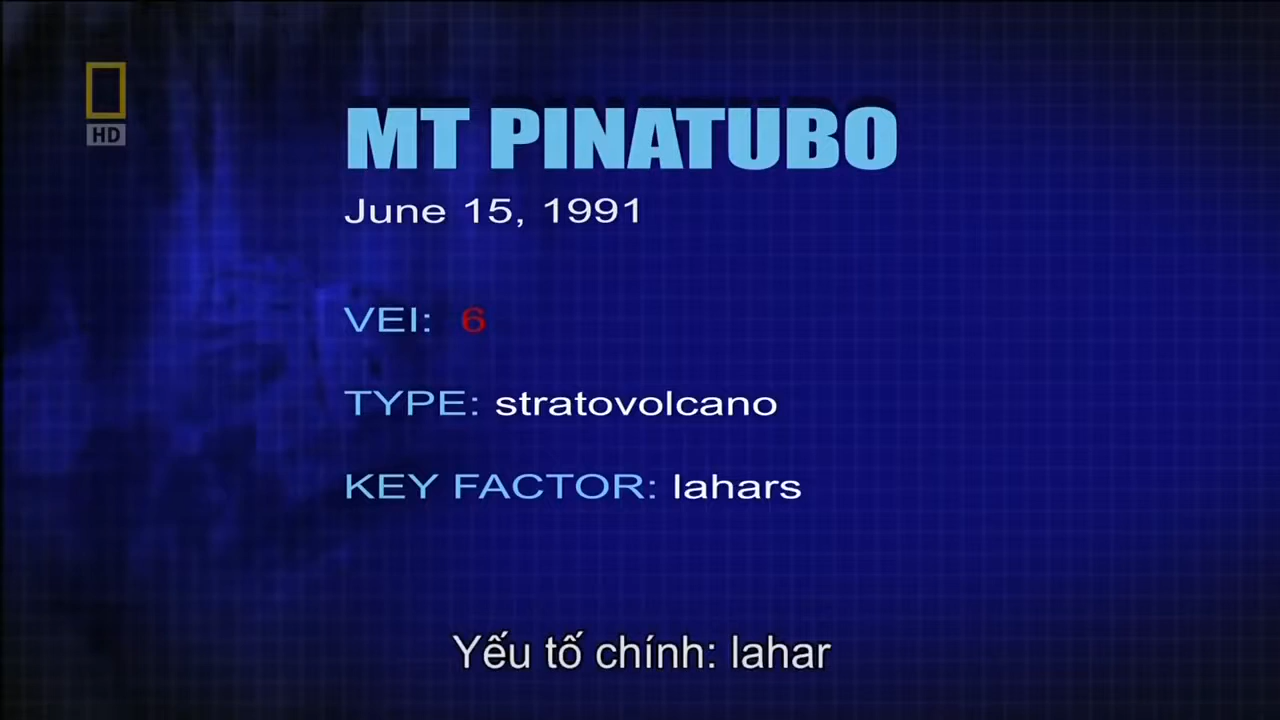 HD
MT PINATUBO
June 15, 1991
VEI: 6
TYPE: stratovolcano
KEY FACTOR: lahars
Yếu tố chính: lahar